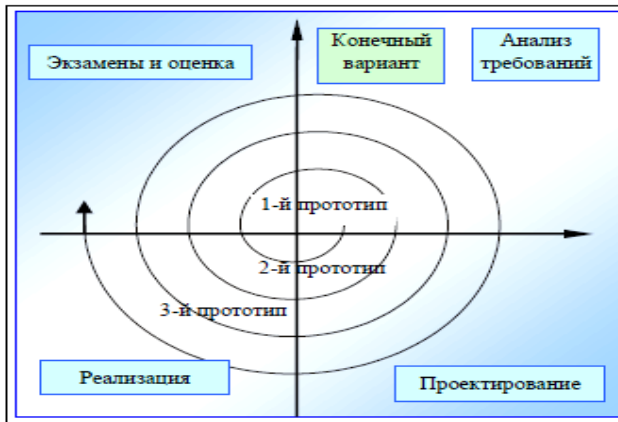 Экзамены и оценка
Конечный
вариант
Анализ
требований
1-й прототип
2-й прототип
3-й прототип
Реализация
Проектирование